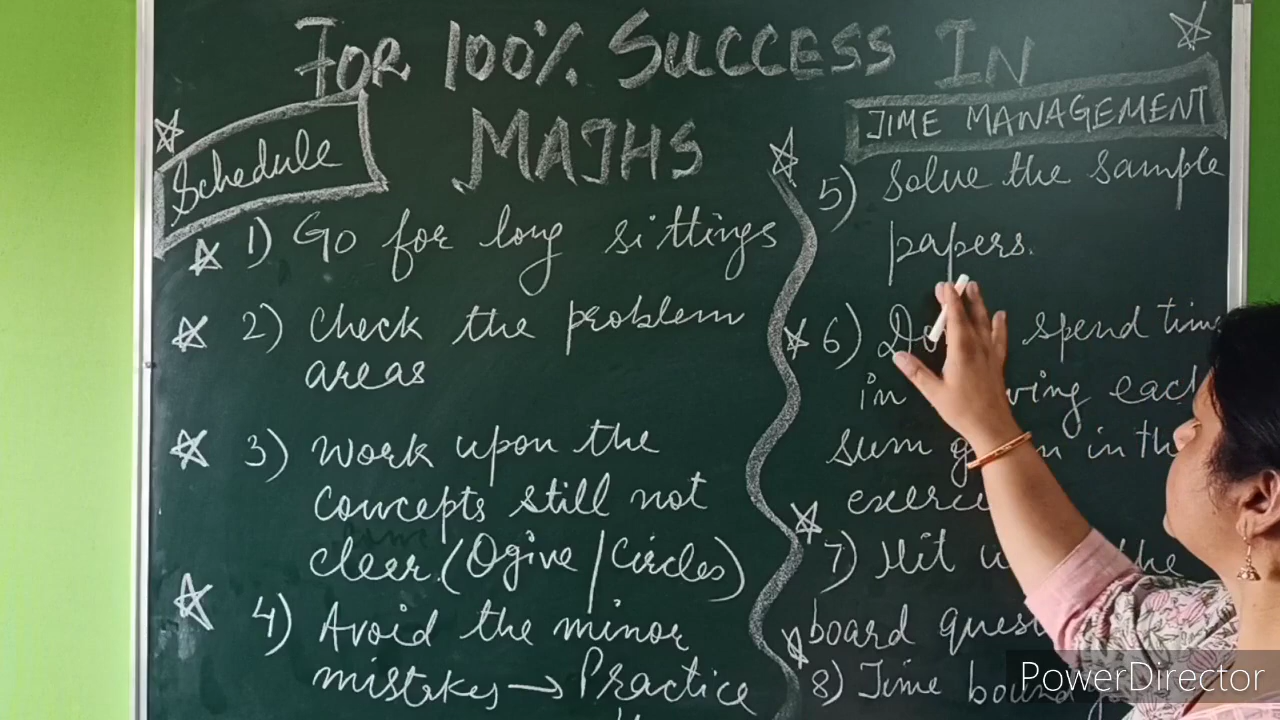 FOR 100% SUCCESS IN
MATHS
Schedule
1) Go for long sittings
2) Check the problem
areas
3) Work upon the
concepts still not
clear. (Ogive / Circles)
4) Avoid the minor
mistakes → Practice
TIME MANAGEMENT
5) Solve the sample
papers.
6) spend time
in each
sum in the
7) Hit the
board
8) Time bound
PowerDirector